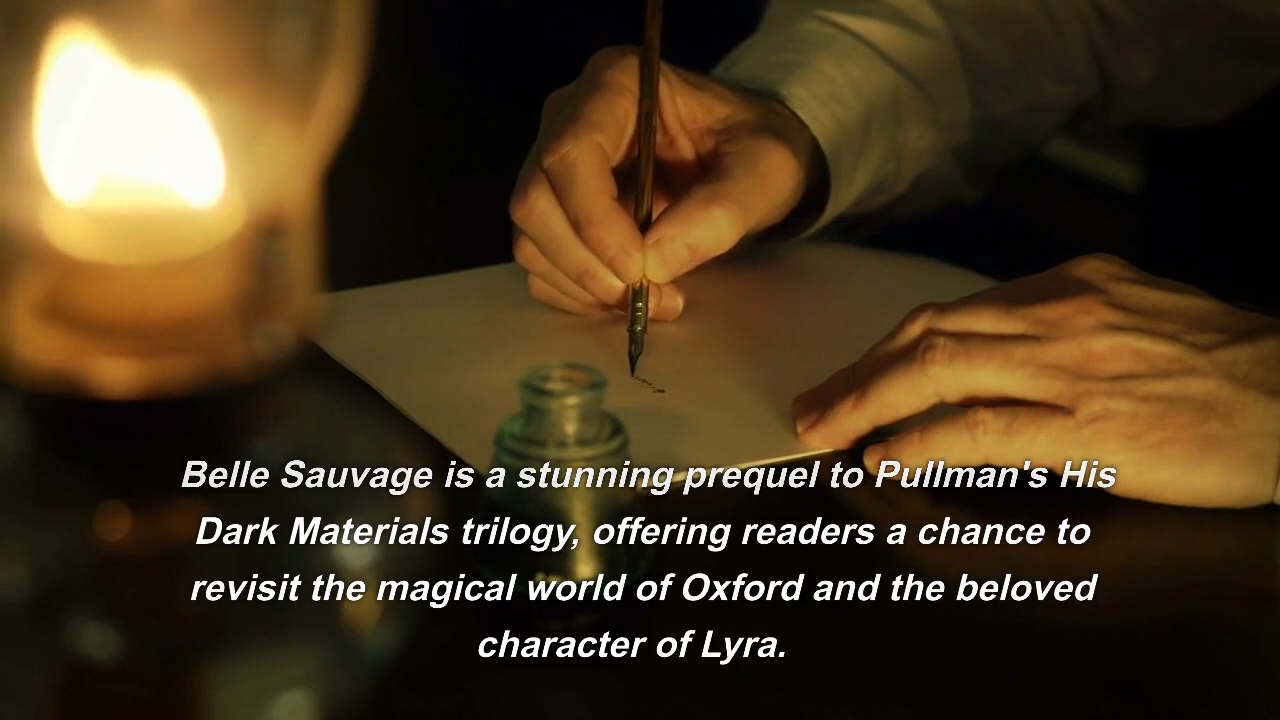 Belle Sauvage is a stunning prequel to Pullman's His
Dark Materials trilogy, offering readers a chance to
revisit the magical world of Oxford and the beloved
character of Lyra.